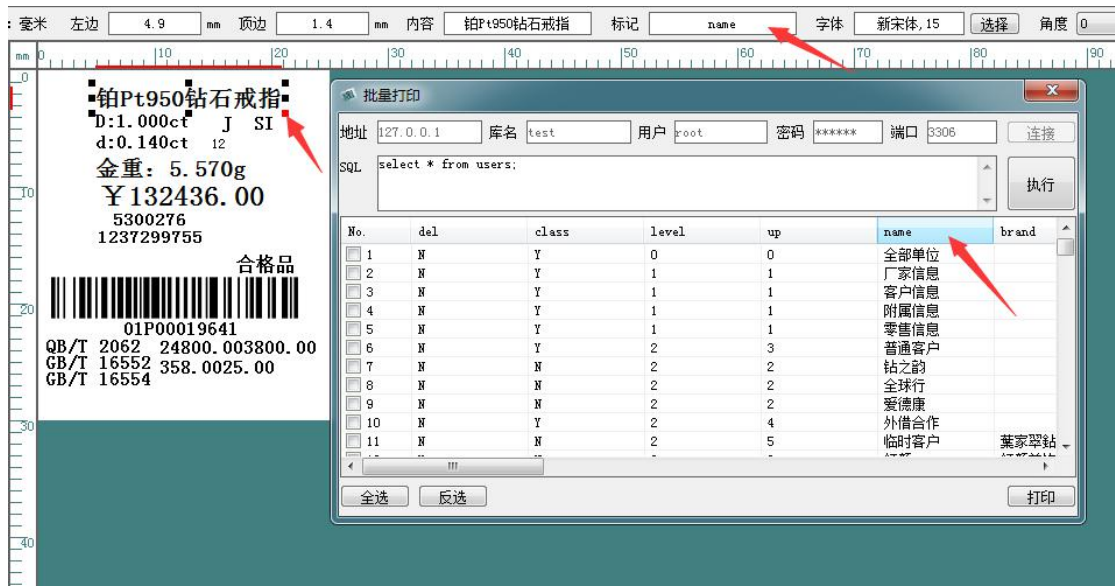 : 毫米 左边 4.9 mm 顶边 1.4 mm 内容 铂Pt950钻石戒指 标记 name 字体 新宋体,15 选择 角度 0
mm 0 10 20 30 40 50 60 70 80 90
0
10
20
30
40
铂Pt950钻石戒指
D:1.000ct J SI
d:0.140ct 12
金重: 5.570g
￥132436.00
5300276
1237299755
合格品
01P00019641
QB/T 2062 24800.003800.00
GB/T 16552 358.0025.00
GB/T 16554
批量打印
地址 127.0.0.1 库名 test 用户 root 密码 ****** 端口 3306 连接
SQL select * from users; 执行
No. del class level up name brand
1 N Y 0 0 全部单位
2 N Y 1 1 厂家信息
3 N Y 1 1 客户信息
4 N Y 1 1 附属信息
5 N Y 1 1 零售信息
6 N Y 2 3 普通客户
7 N N 2 2 钻之韵
8 N N 2 2 全球行
9 N N 2 2 爱德康
10 N Y 2 4 外借合作
11 N N 2 5 临时客户 葉家翠鉆
全选 反选 打印